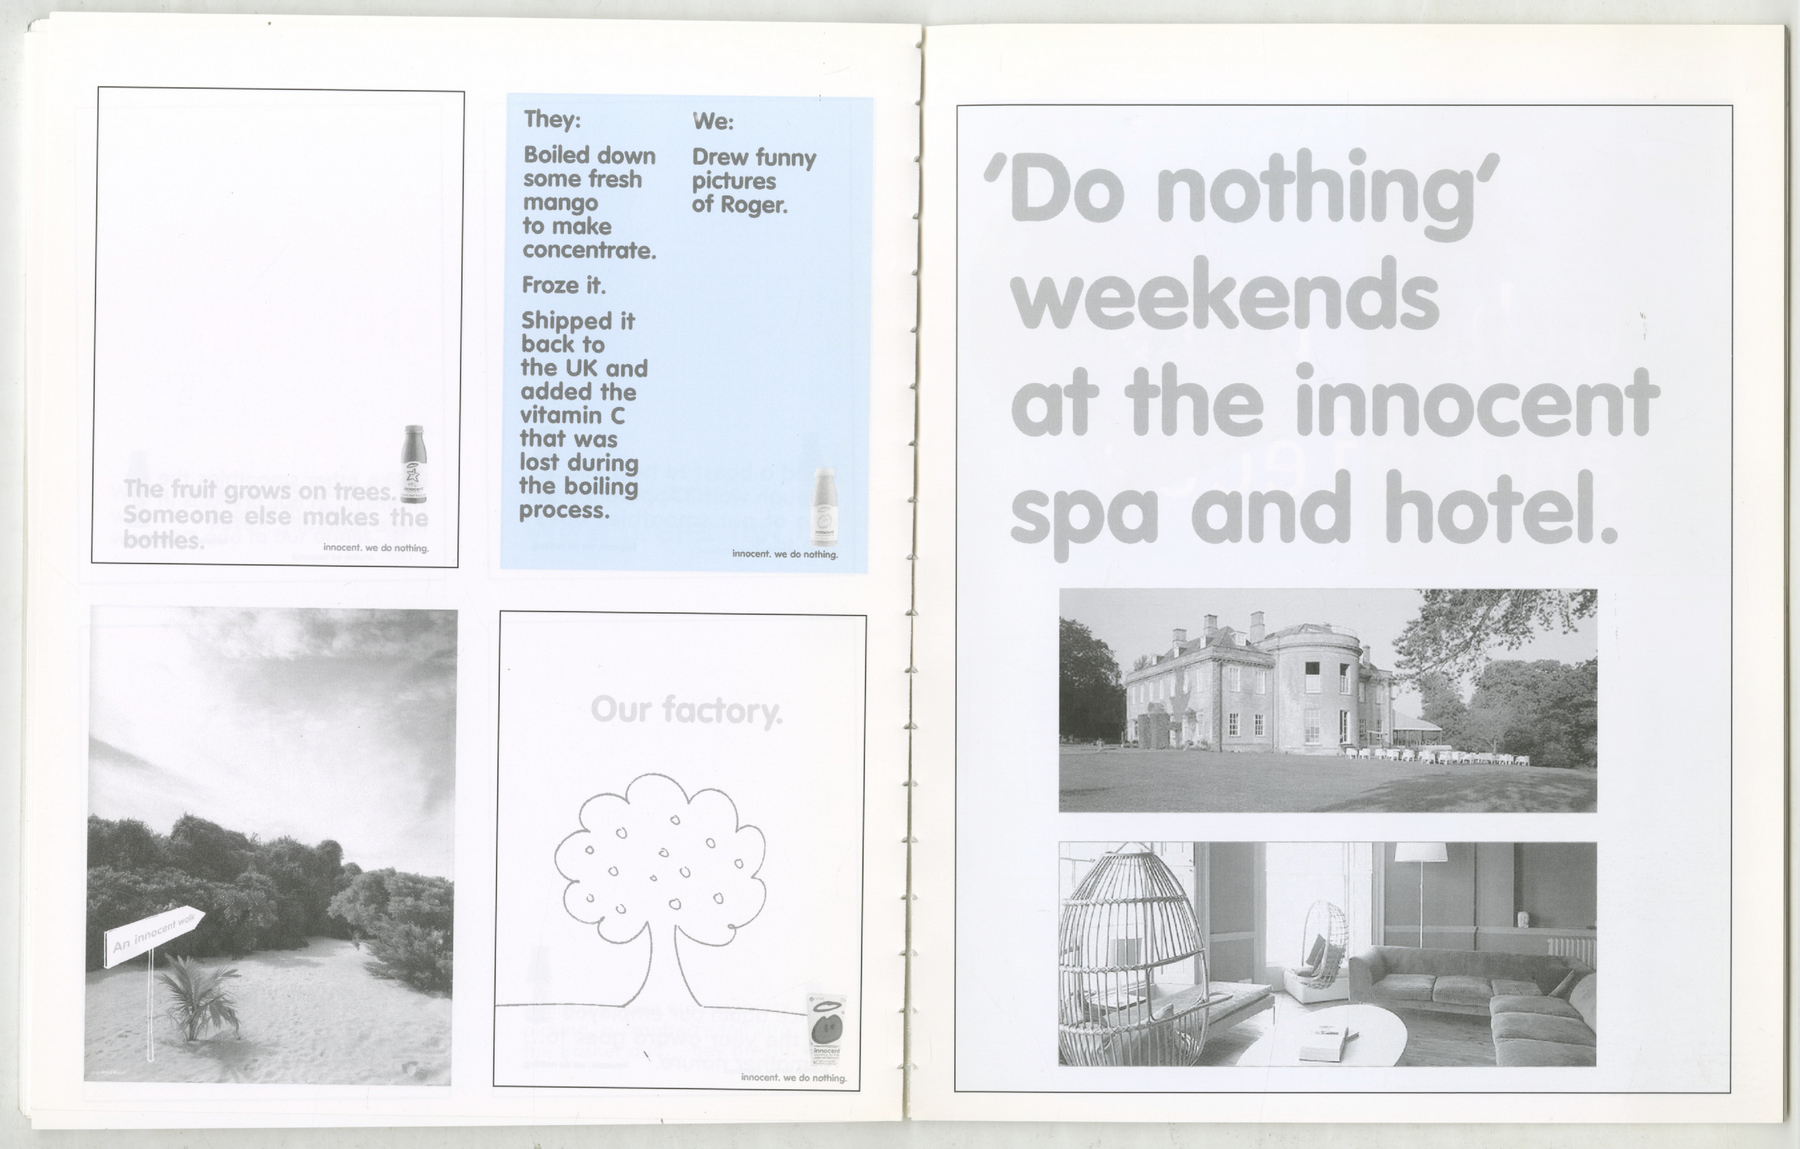 The fruit grows on trees.
Someone else makes the
bottles.
innocent. we do nothing.
They:
Boiled down
some fresh
mango
to make
concentrate.
Froze it.
Shipped it
back to
the UK and
added the
vitamin C
that was
lost during
the boiling
process.
We:
Drew funny
pictures
of Roger.
innocent. we do nothing.
An innocent walk
Our factory.
innocent
innocent. we do nothing.
'Do nothing'
weekends
at the innocent
spa and hotel.